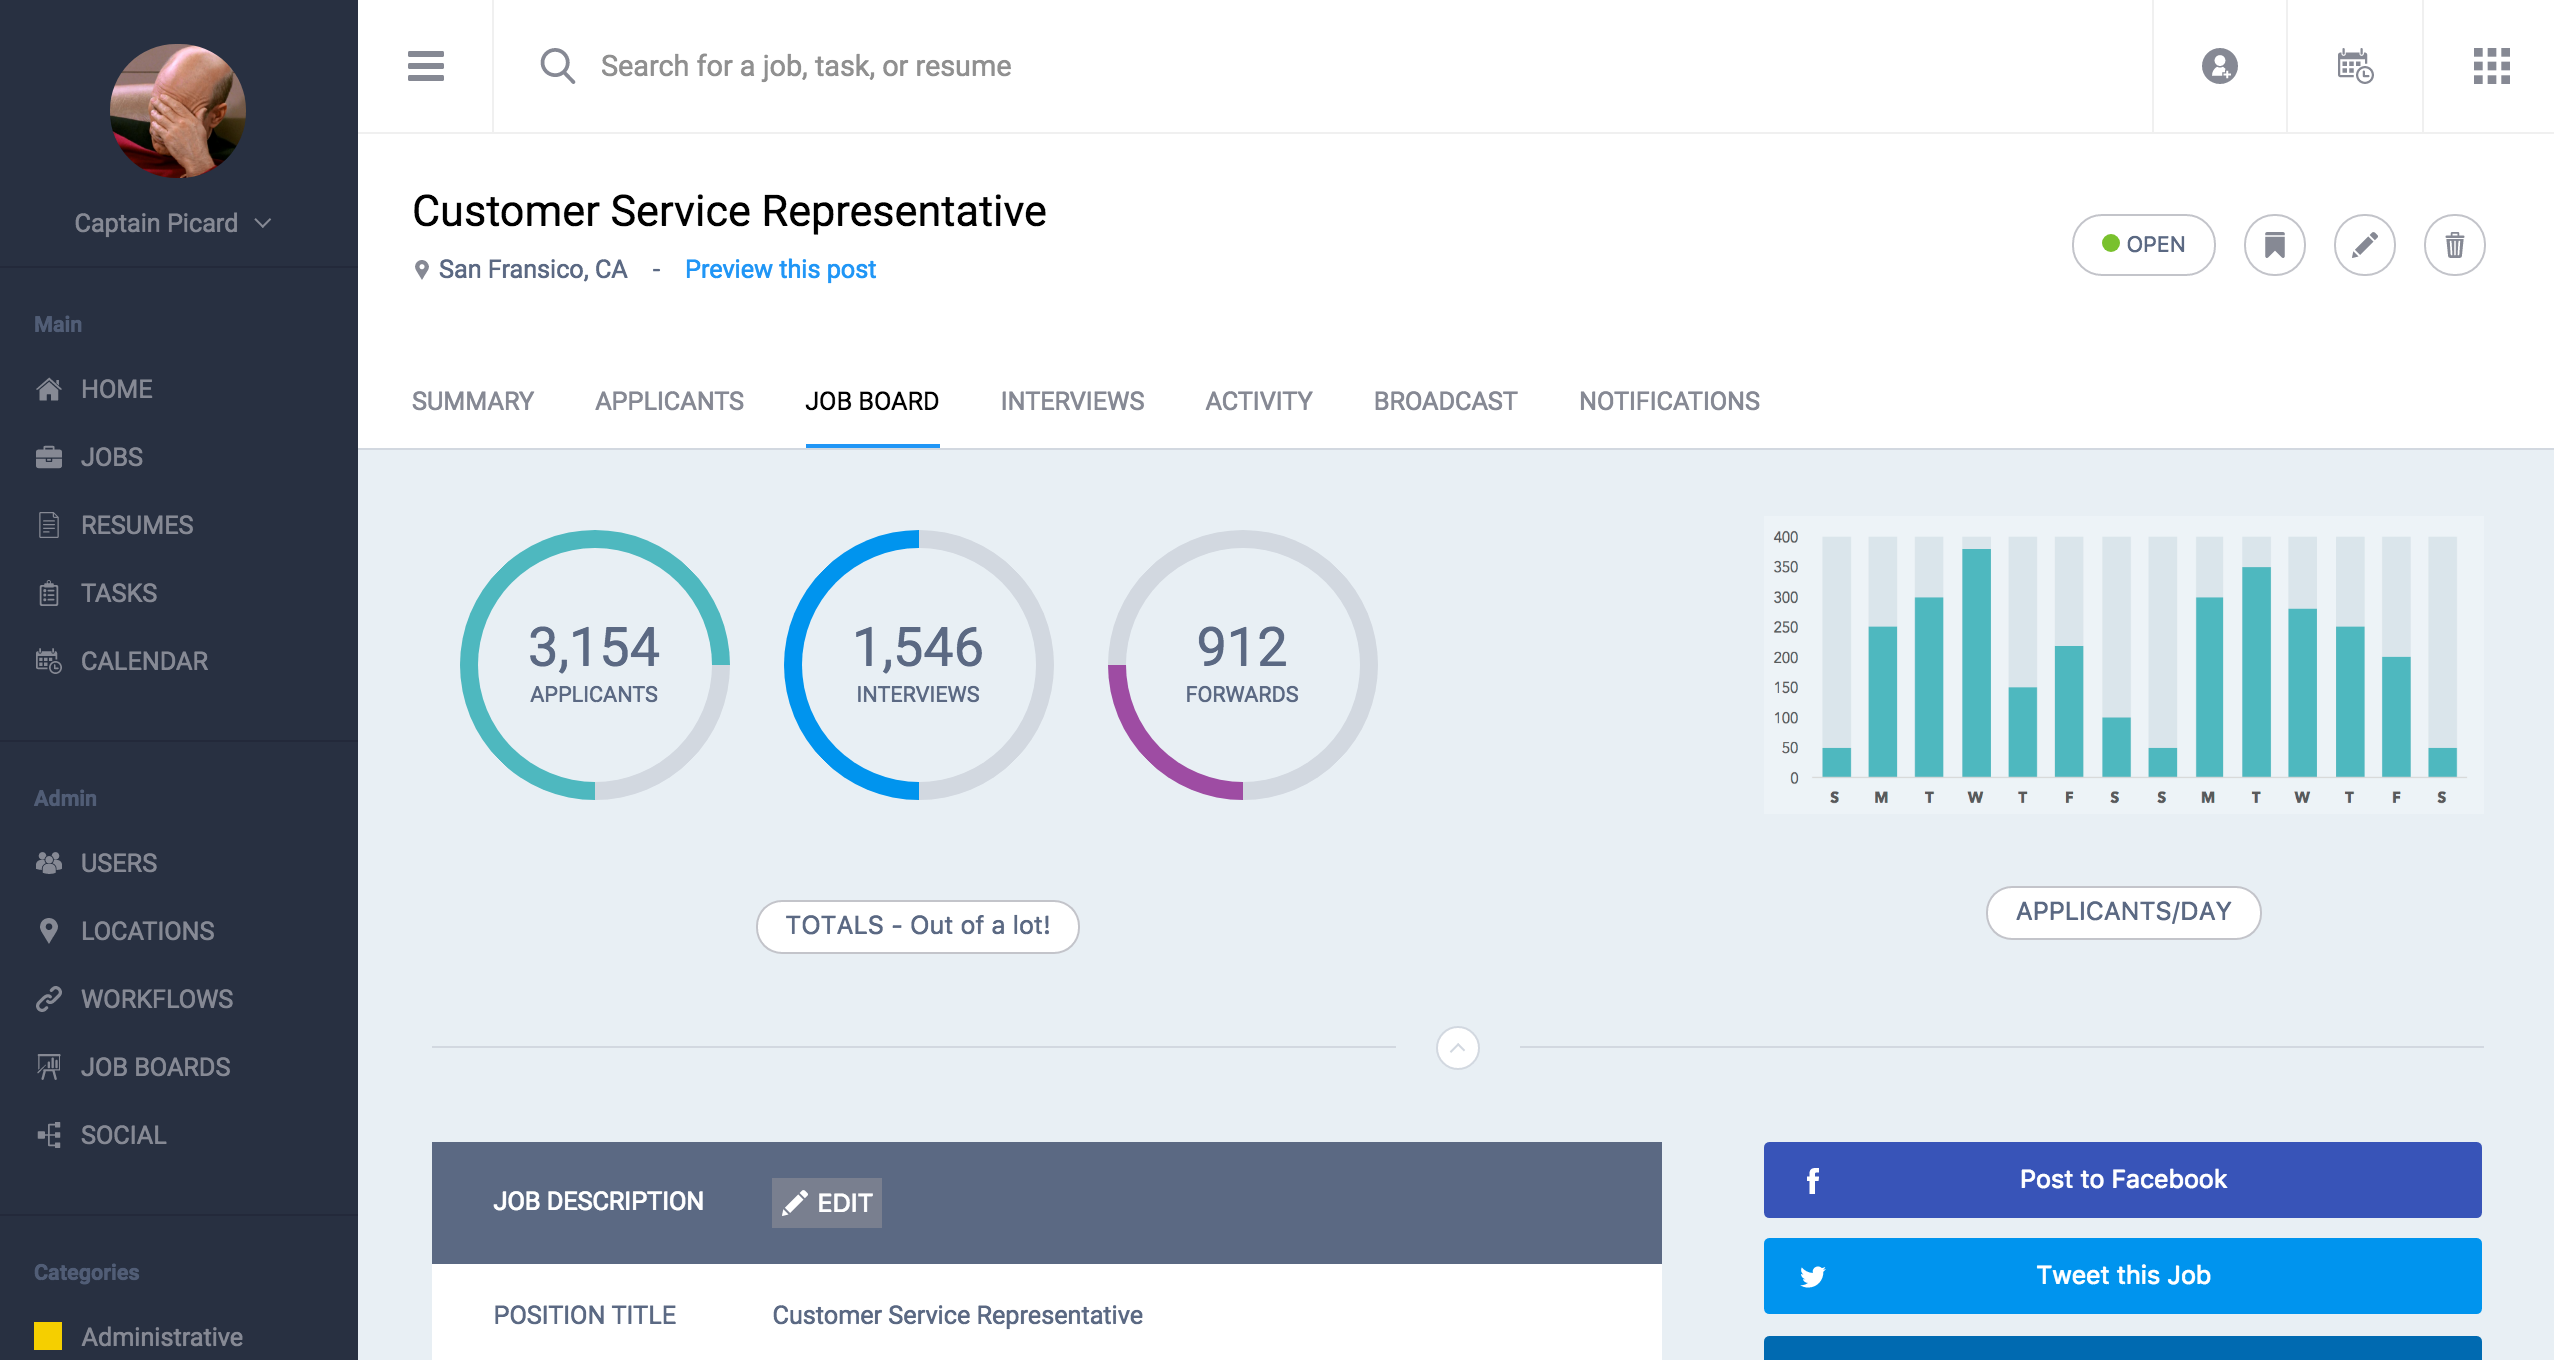 Captain Picard
Main
HOME
JOBS
RESUMES
TASKS
CALENDAR
Admin
USERS
LOCATIONS
WORKFLOWS
JOB BOARDS
SOCIAL
Categories
Administrative
Search for a job, task, or resume
Customer Service Representative
San Fransico, CA - Preview this post
OPEN
SUMMARY APPLICANTS JOB BOARD INTERVIEWS ACTIVITY BROADCAST NOTIFICATIONS
3,154
APPLICANTS
1,546
INTERVIEWS
912
FORWARDS
TOTALS - Out of a lot!
400
350
300
250
200
150
100
50
0
S M T W T F S S M T W T F S
APPLICANTS/DAY
JOB DESCRIPTION EDIT
POSITION TITLE Customer Service Representative
Post to Facebook
Tweet this Job